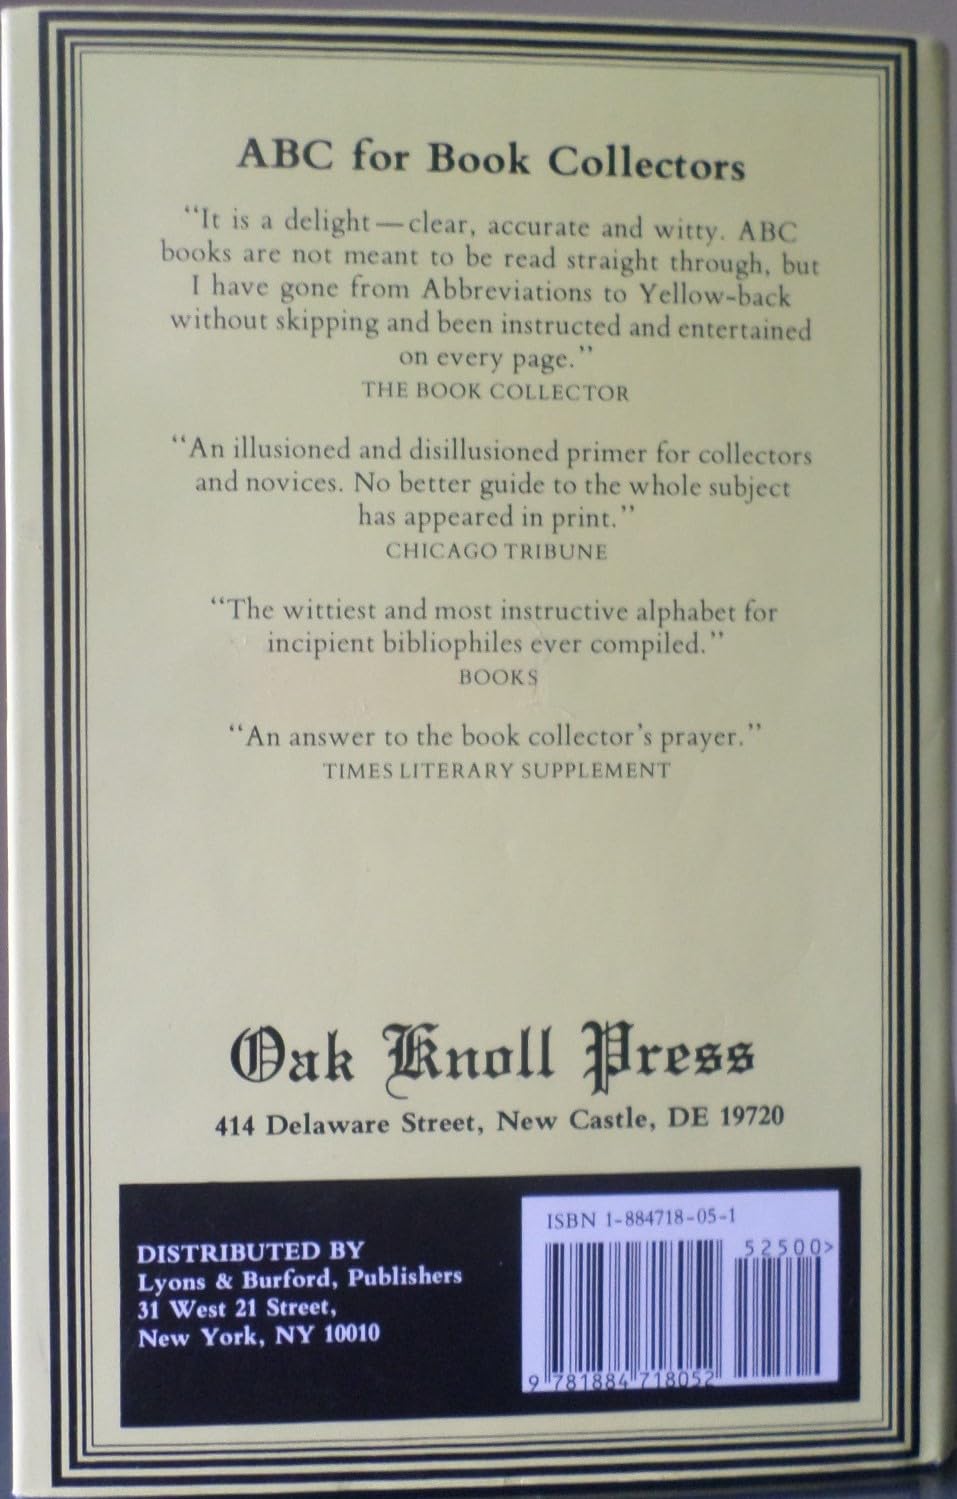 ABC for Book Collectors
“It is a delight—clear, accurate and witty. ABC
books are not meant to be read straight through, but
I have gone from Abbreviations to Yellow-back
without skipping and been instructed and entertained
on every page.”
THE BOOK COLLECTOR
“An illusioned and disillusioned primer for collectors
and novices. No better guide to the whole subject
has appeared in print.”
CHICAGO TRIBUNE
“The wittiest and most instructive alphabet for
incipient bibliophiles ever compiled.”
BOOKS
“An answer to the book collector’s prayer.”
TIMES LITERARY SUPPLEMENT
Oak Knoll Press
414 Delaware Street, New Castle, DE 19720
DISTRIBUTED BY
Lyons & Burford, Publishers
31 West 21 Street,
New York, NY 10010
ISBN 1-884718-05-1
52500>
9 781884 718052